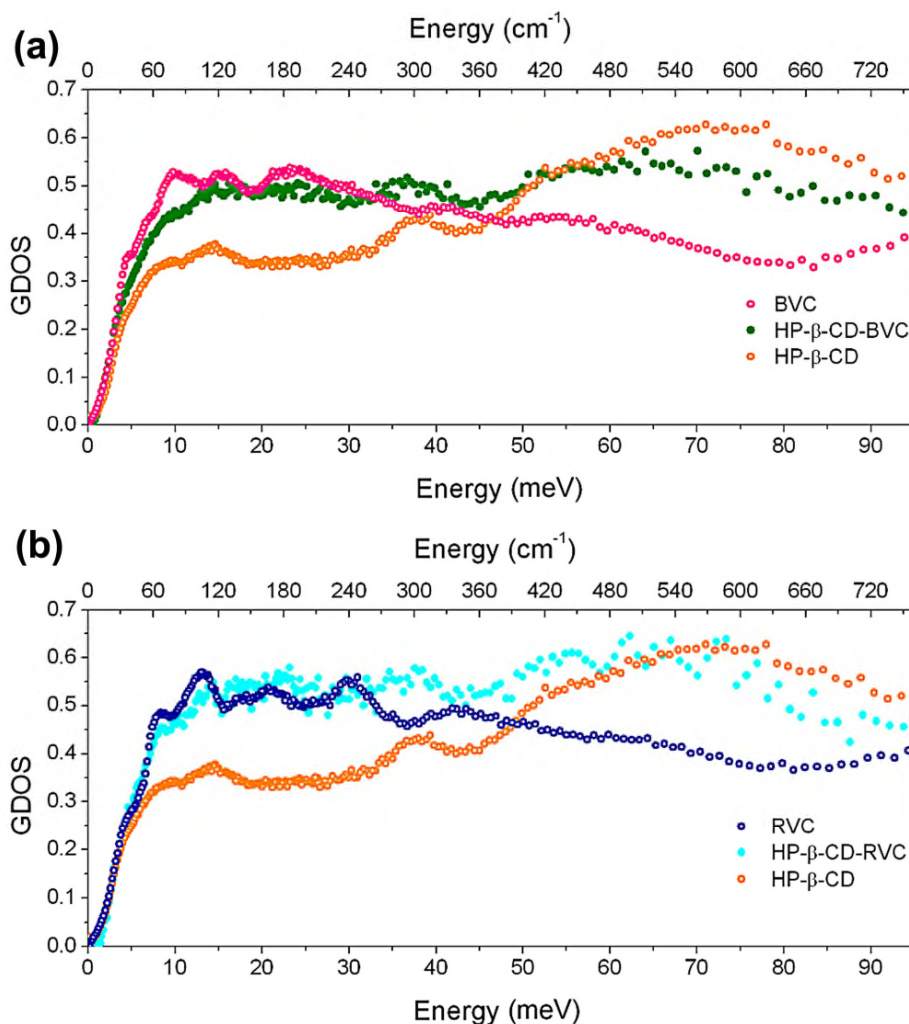 (a)
Energy (cm⁻¹)
0 60 120 180 240 300 360 420 480 540 600 660 720
0.7
0.6
0.5
0.4
0.3
0.2
0.1
0.0
GDOS
BVC
HP-β-CD-BVC
HP-β-CD
0 10 20 30 40 50 60 70 80 90
Energy (meV)
(b)
Energy (cm⁻¹)
0 60 120 180 240 300 360 420 480 540 600 660 720
0.7
0.6
0.5
0.4
0.3
0.2
0.1
0.0
GDOS
RVC
HP-β-CD-RVC
HP-β-CD
0 10 20 30 40 50 60 70 80 90
Energy (meV)